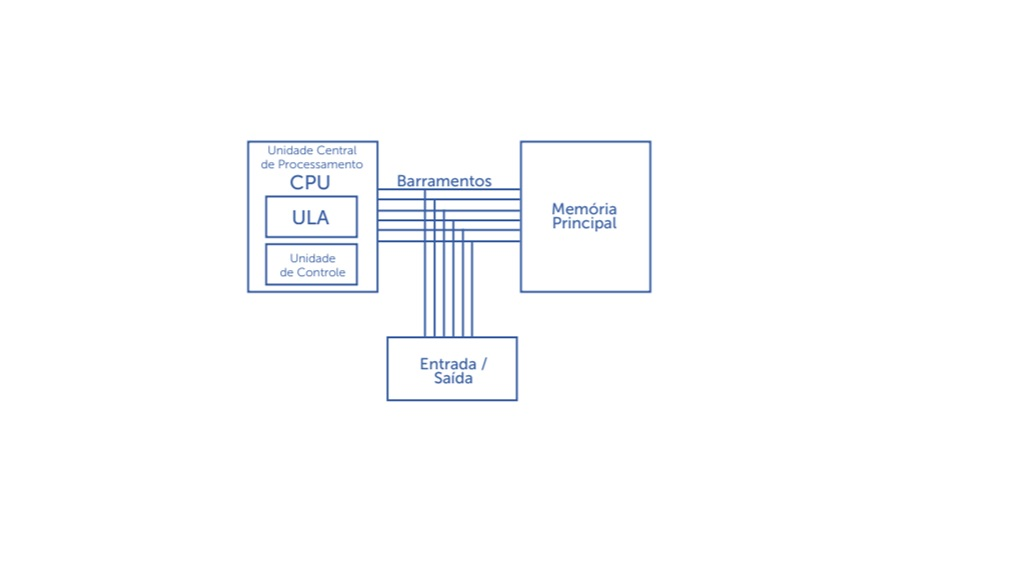 Unidade Central
de Processamento
CPU
ULA
Unidade
de Controle
Barramentos
Memória
Principal
Entrada /
Saída